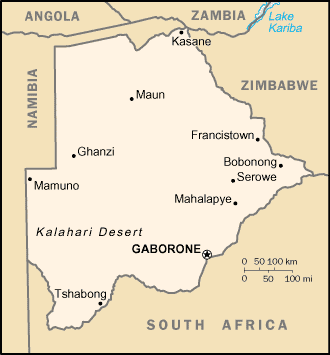 ANGOLA
ZAMBIA
Lake
Kariba
Kasane
ZIMBABWE
NAMIBIA
Maun
Francistown
Ghanzi
Bobonong
Serowe
Mamuno
Mahalapye
Kalahari Desert
GABORONE
0 50 100 km
0 50 100 mi
Tshabong
SOUTH AFRICA